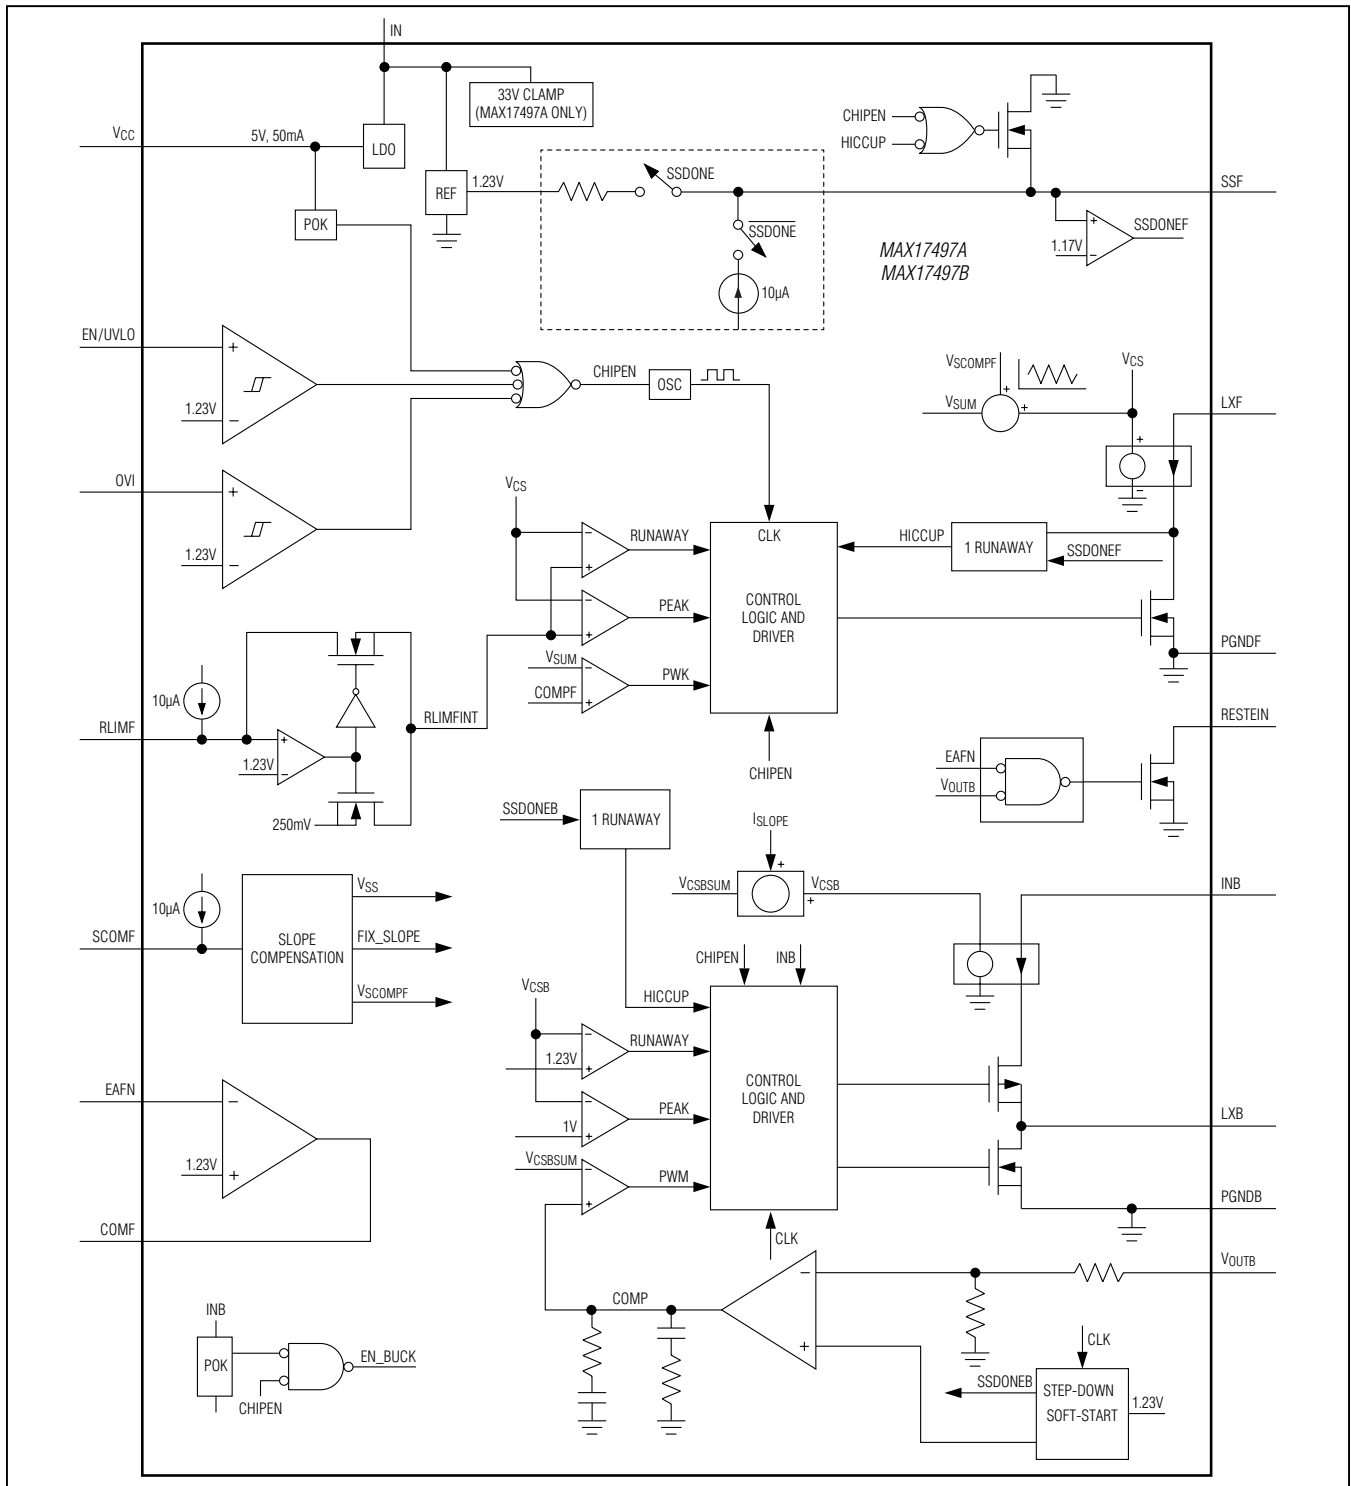 IN
33V CLAMP
(MAX17497A ONLY)
VCC
5V, 50mA
LDO
CHIPEN
HICCUP
REF
1.23V
SSDONE
SSF
POK
SSDONE
SSDONEF
1.17V
MAX17497A
MAX17497B
10µA
EN/UVLO
1.23V
CHIPEN
OSC
VSCOMPF
VCS
VSUM
LXF
OVI
1.23V
VCS
RUNAWAY
CLK
HICCUP
1 RUNAWAY
SSDONEF
PEAK
CONTROL
LOGIC AND
DRIVER
VSUM
COMPF
PWK
PGNDF
10µA
RLIMF
1.23V
RLIMFINT
250mV
CHIPEN
RESTEIN
EAFN
VOUTB
SSDONEB
1 RUNAWAY
ISLOPE
VCSBSUM
VCSB
INB
10µA
SCOMF
SLOPE
COMPENSATION
VSS
FIX_SLOPE
VSCOMPF
CHIPEN
INB
HICCUP
VCSB
RUNAWAY
1.23V
CONTROL
LOGIC AND
DRIVER
PEAK
1V
VCSBSUM
PWM
EAFN
1.23V
COMF
LXB
PGNDB
CLK
VOUTB
COMP
INB
POK
EN_BUCK
CHIPEN
CLK
SSDONEB
STEP-DOWN
SOFT-START
1.23V